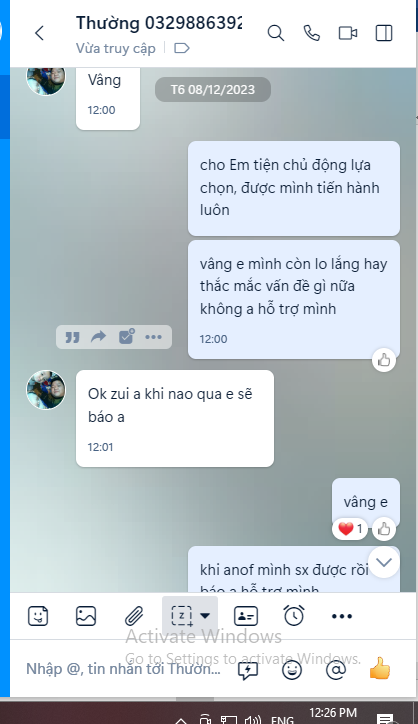 Thường 0329886392
Vừa truy cập
Vâng
12:00
T6 08/12/2023
cho Em tiện chủ động lựa
chọn, được mình tiến hành
luôn
vâng e mình còn lo lắng hay
thắc mắc vấn đề gì nữa
không a hỗ trợ mình
12:00
Ok zui a khi nao qua e sẽ
báo a
12:01
vâng e
1
khi anof mình sx được rồi
báo a hỗ trợ mình
Activate Windows
Go to Settings to activate Windows.
Nhập @, tin nhắn tới Thườn...
12:26 PM
ENG